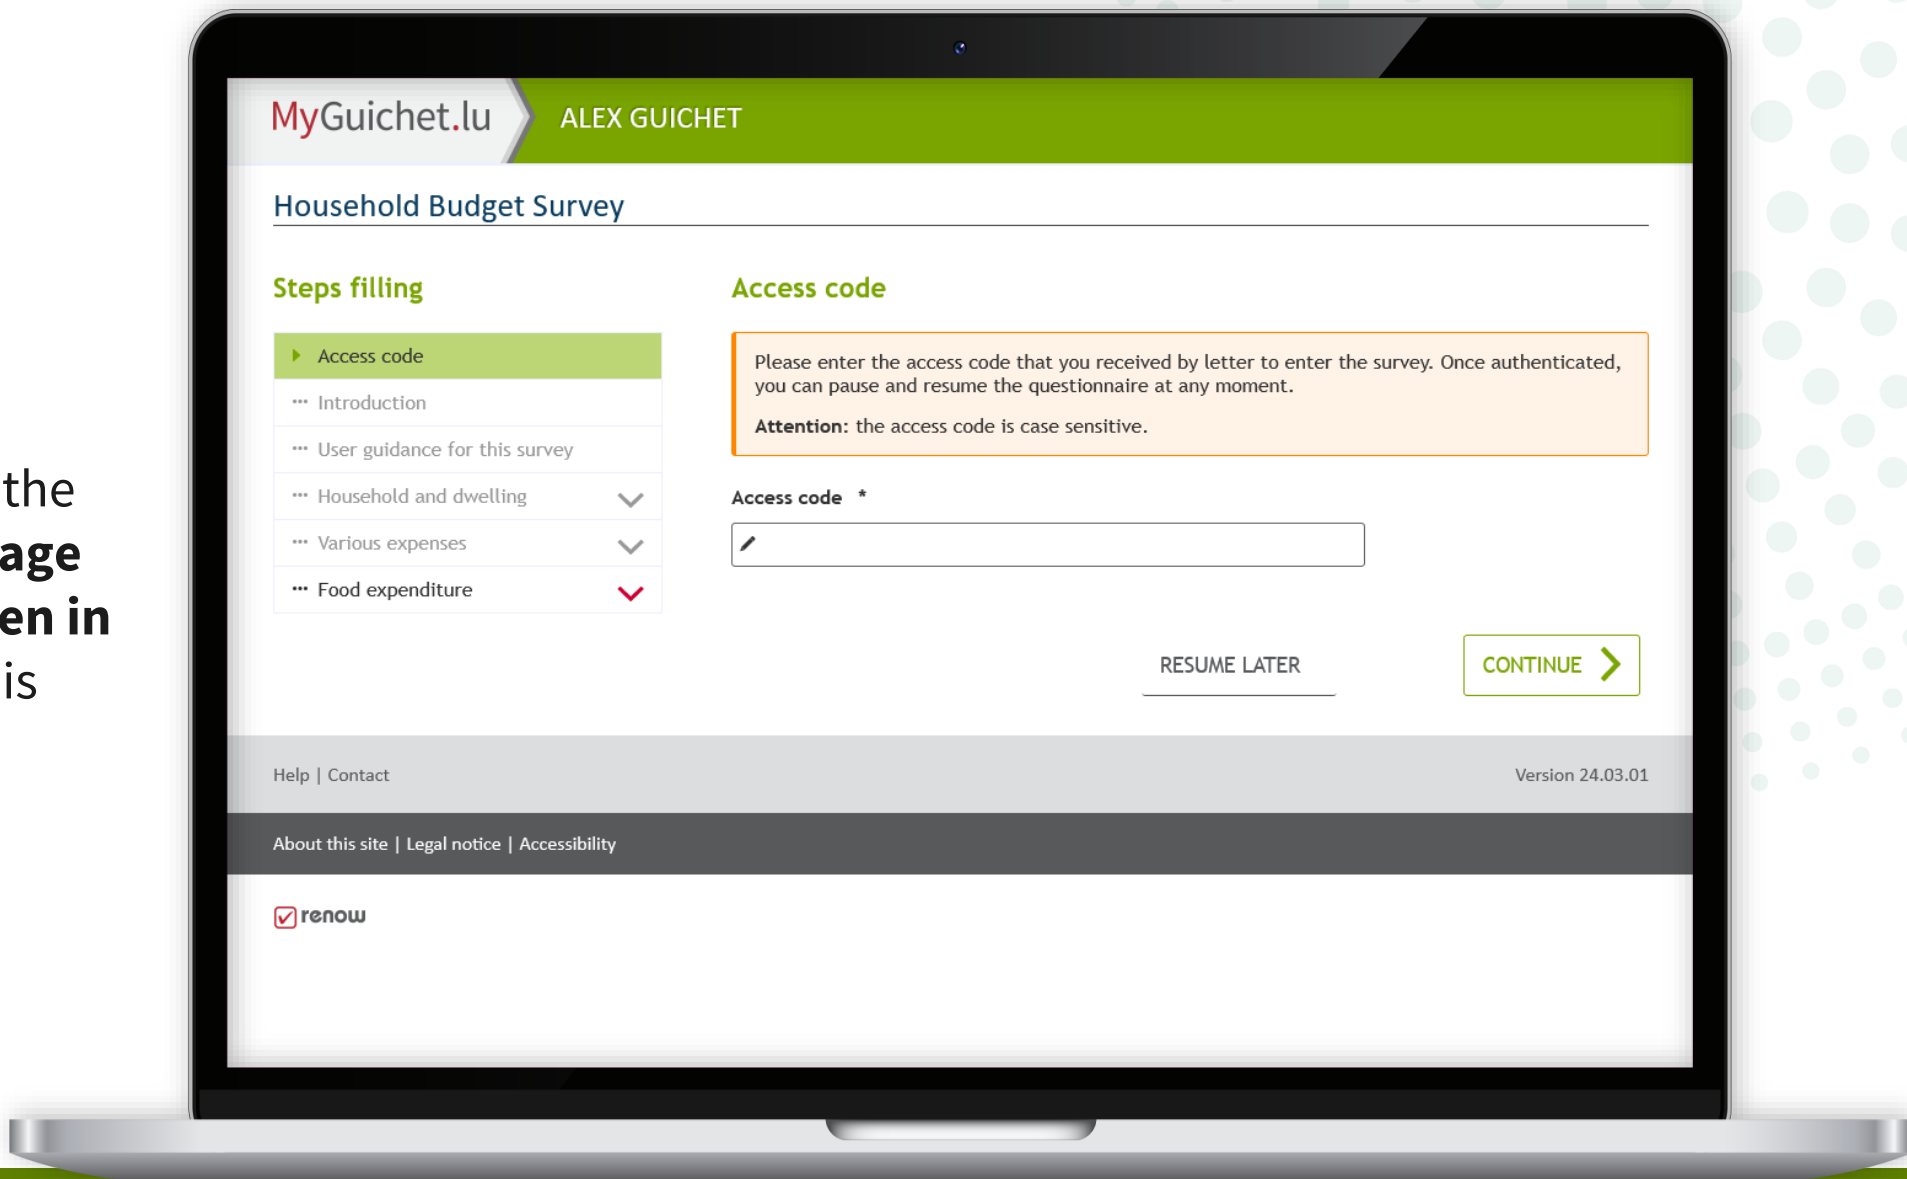 the
age
en in
is
MyGuichet.lu
ALEX GUICHET
Household Budget Survey
Steps filling
Access code
Introduction
User guidance for this survey
Household and dwelling
Various expenses
Food expenditure
Access code
Please enter the access code that you received by letter to enter the survey. Once authenticated,
you can pause and resume the questionnaire at any moment.
Attention: the access code is case sensitive.
Access code *
RESUME LATER
CONTINUE
Help | Contact
Version 24.03.01
About this site | Legal notice | Accessibility
renow